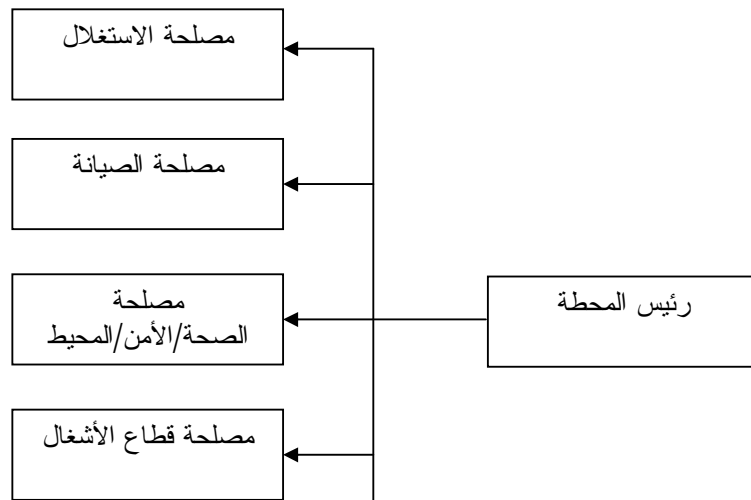 مصلحة الاستغلال
مصلحة الصيانة
مصلحة
الصحة/الأمن/المحيط
رئيس المحطة
مصلحة قطاع الأشغال